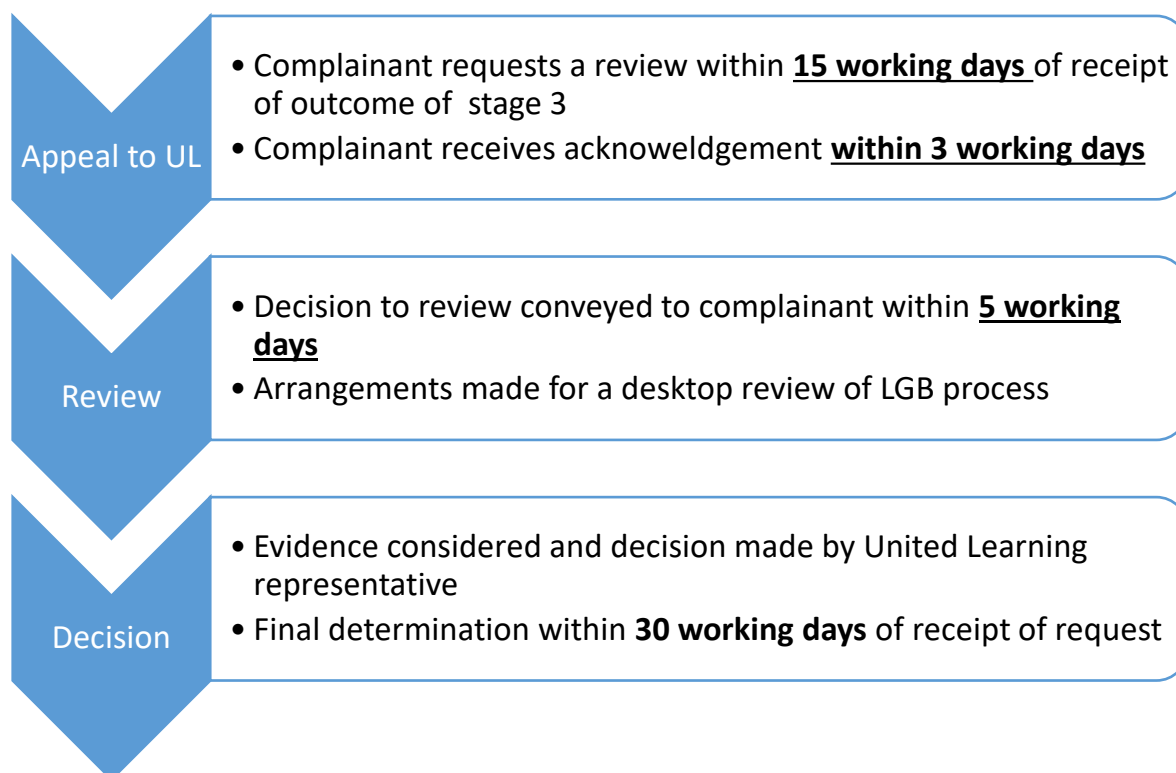 Appeal to UL
• Complainant requests a review within 15 working days of receipt
of outcome of stage 3
• Complainant receives acknoweldgement within 3 working days
Review
• Decision to review conveyed to complainant within 5 working
days
• Arrangements made for a desktop review of LGB process
Decision
• Evidence considered and decision made by United Learning
representative
• Final determination within 30 working days of receipt of request